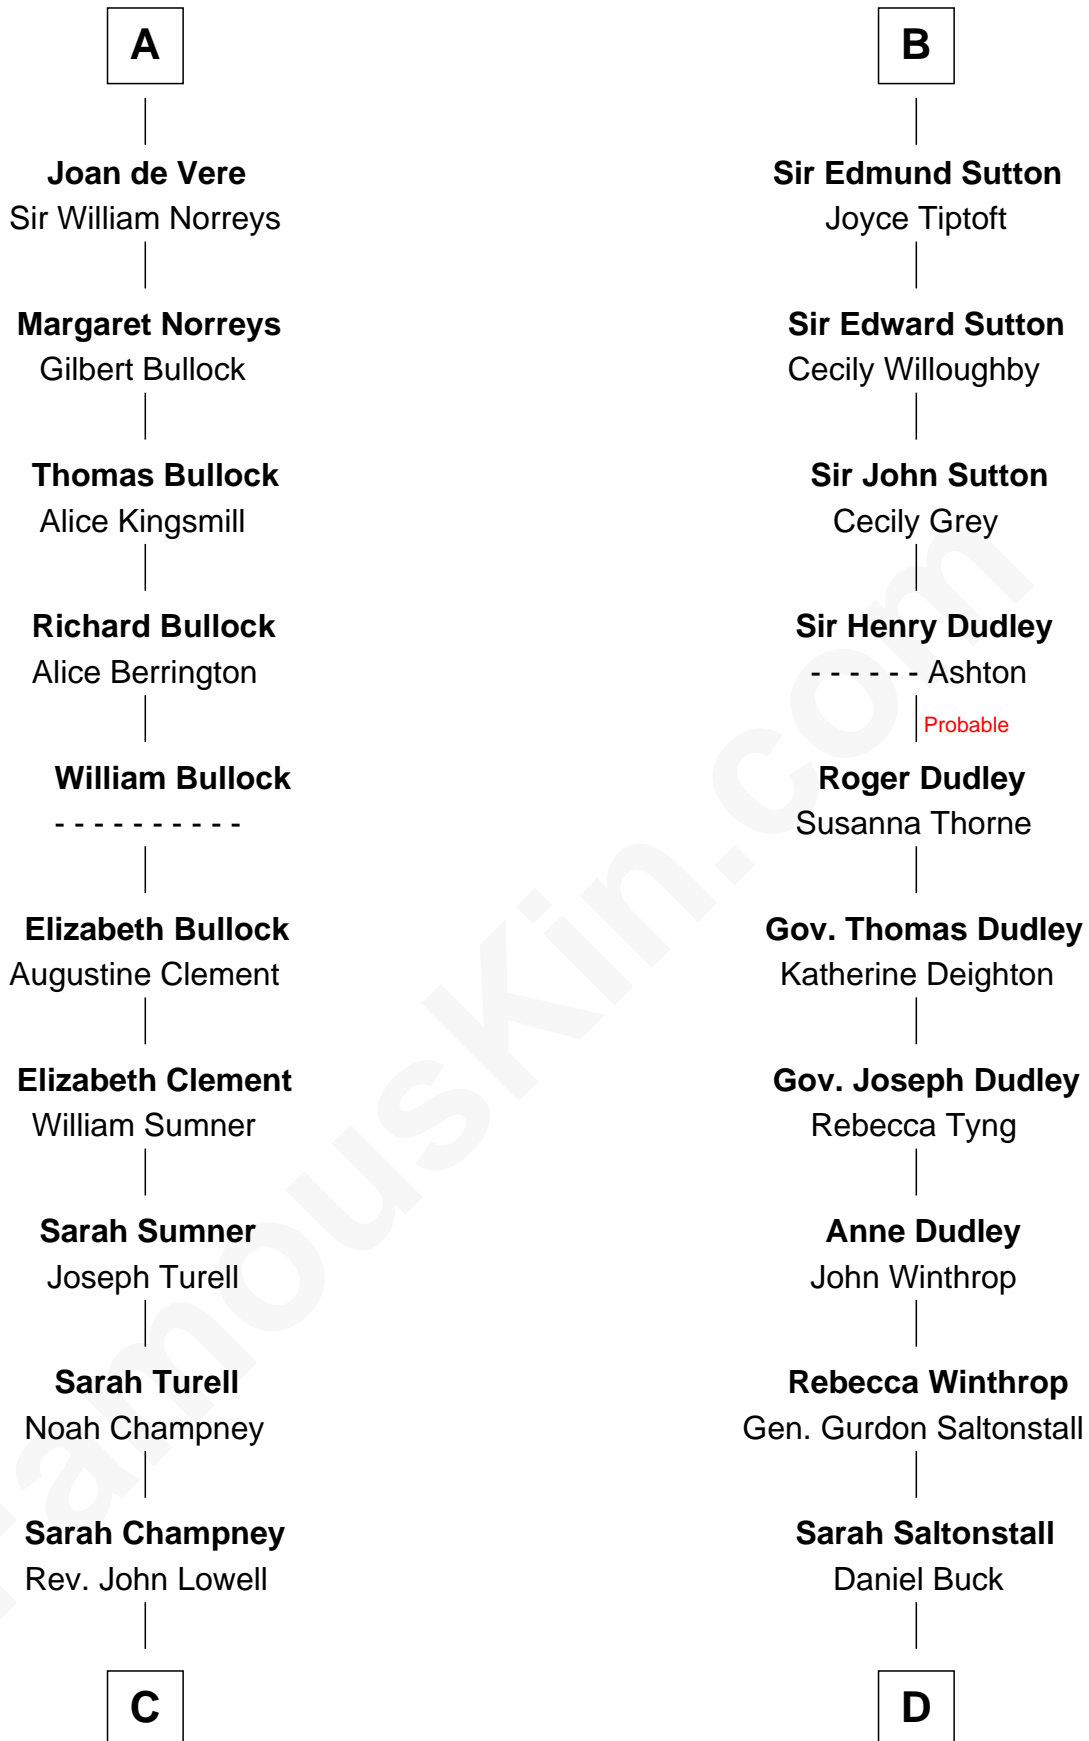 A
Joan de Vere
Sir William Norreys
Margaret Norreys
Gilbert Bullock
Thomas Bullock
Alice Kingsmill
Richard Bullock
Alice Berrington
William Bullock
- - - - - - - - - -
Elizabeth Bullock
Augustine Clement
Elizabeth Clement
William Sumner
Sarah Sumner
Joseph Turell
Sarah Turell
Noah Champney
Sarah Champney
Rev. John Lowell
C
B
Sir Edmund Sutton
Joyce Tiptoft
Sir Edward Sutton
Cecily Willoughby
Sir John Sutton
Cecily Grey
Sir Henry Dudley
- - - - - - Ashton
Probable
Roger Dudley
Susanna Thorne
Gov. Thomas Dudley
Katherine Deighton
Gov. Joseph Dudley
Rebecca Tyng
Anne Dudley
John Winthrop
Rebecca Winthrop
Gen. Gurdon Saltonstall
Sarah Saltonstall
Daniel Buck
D
FamousKin.com